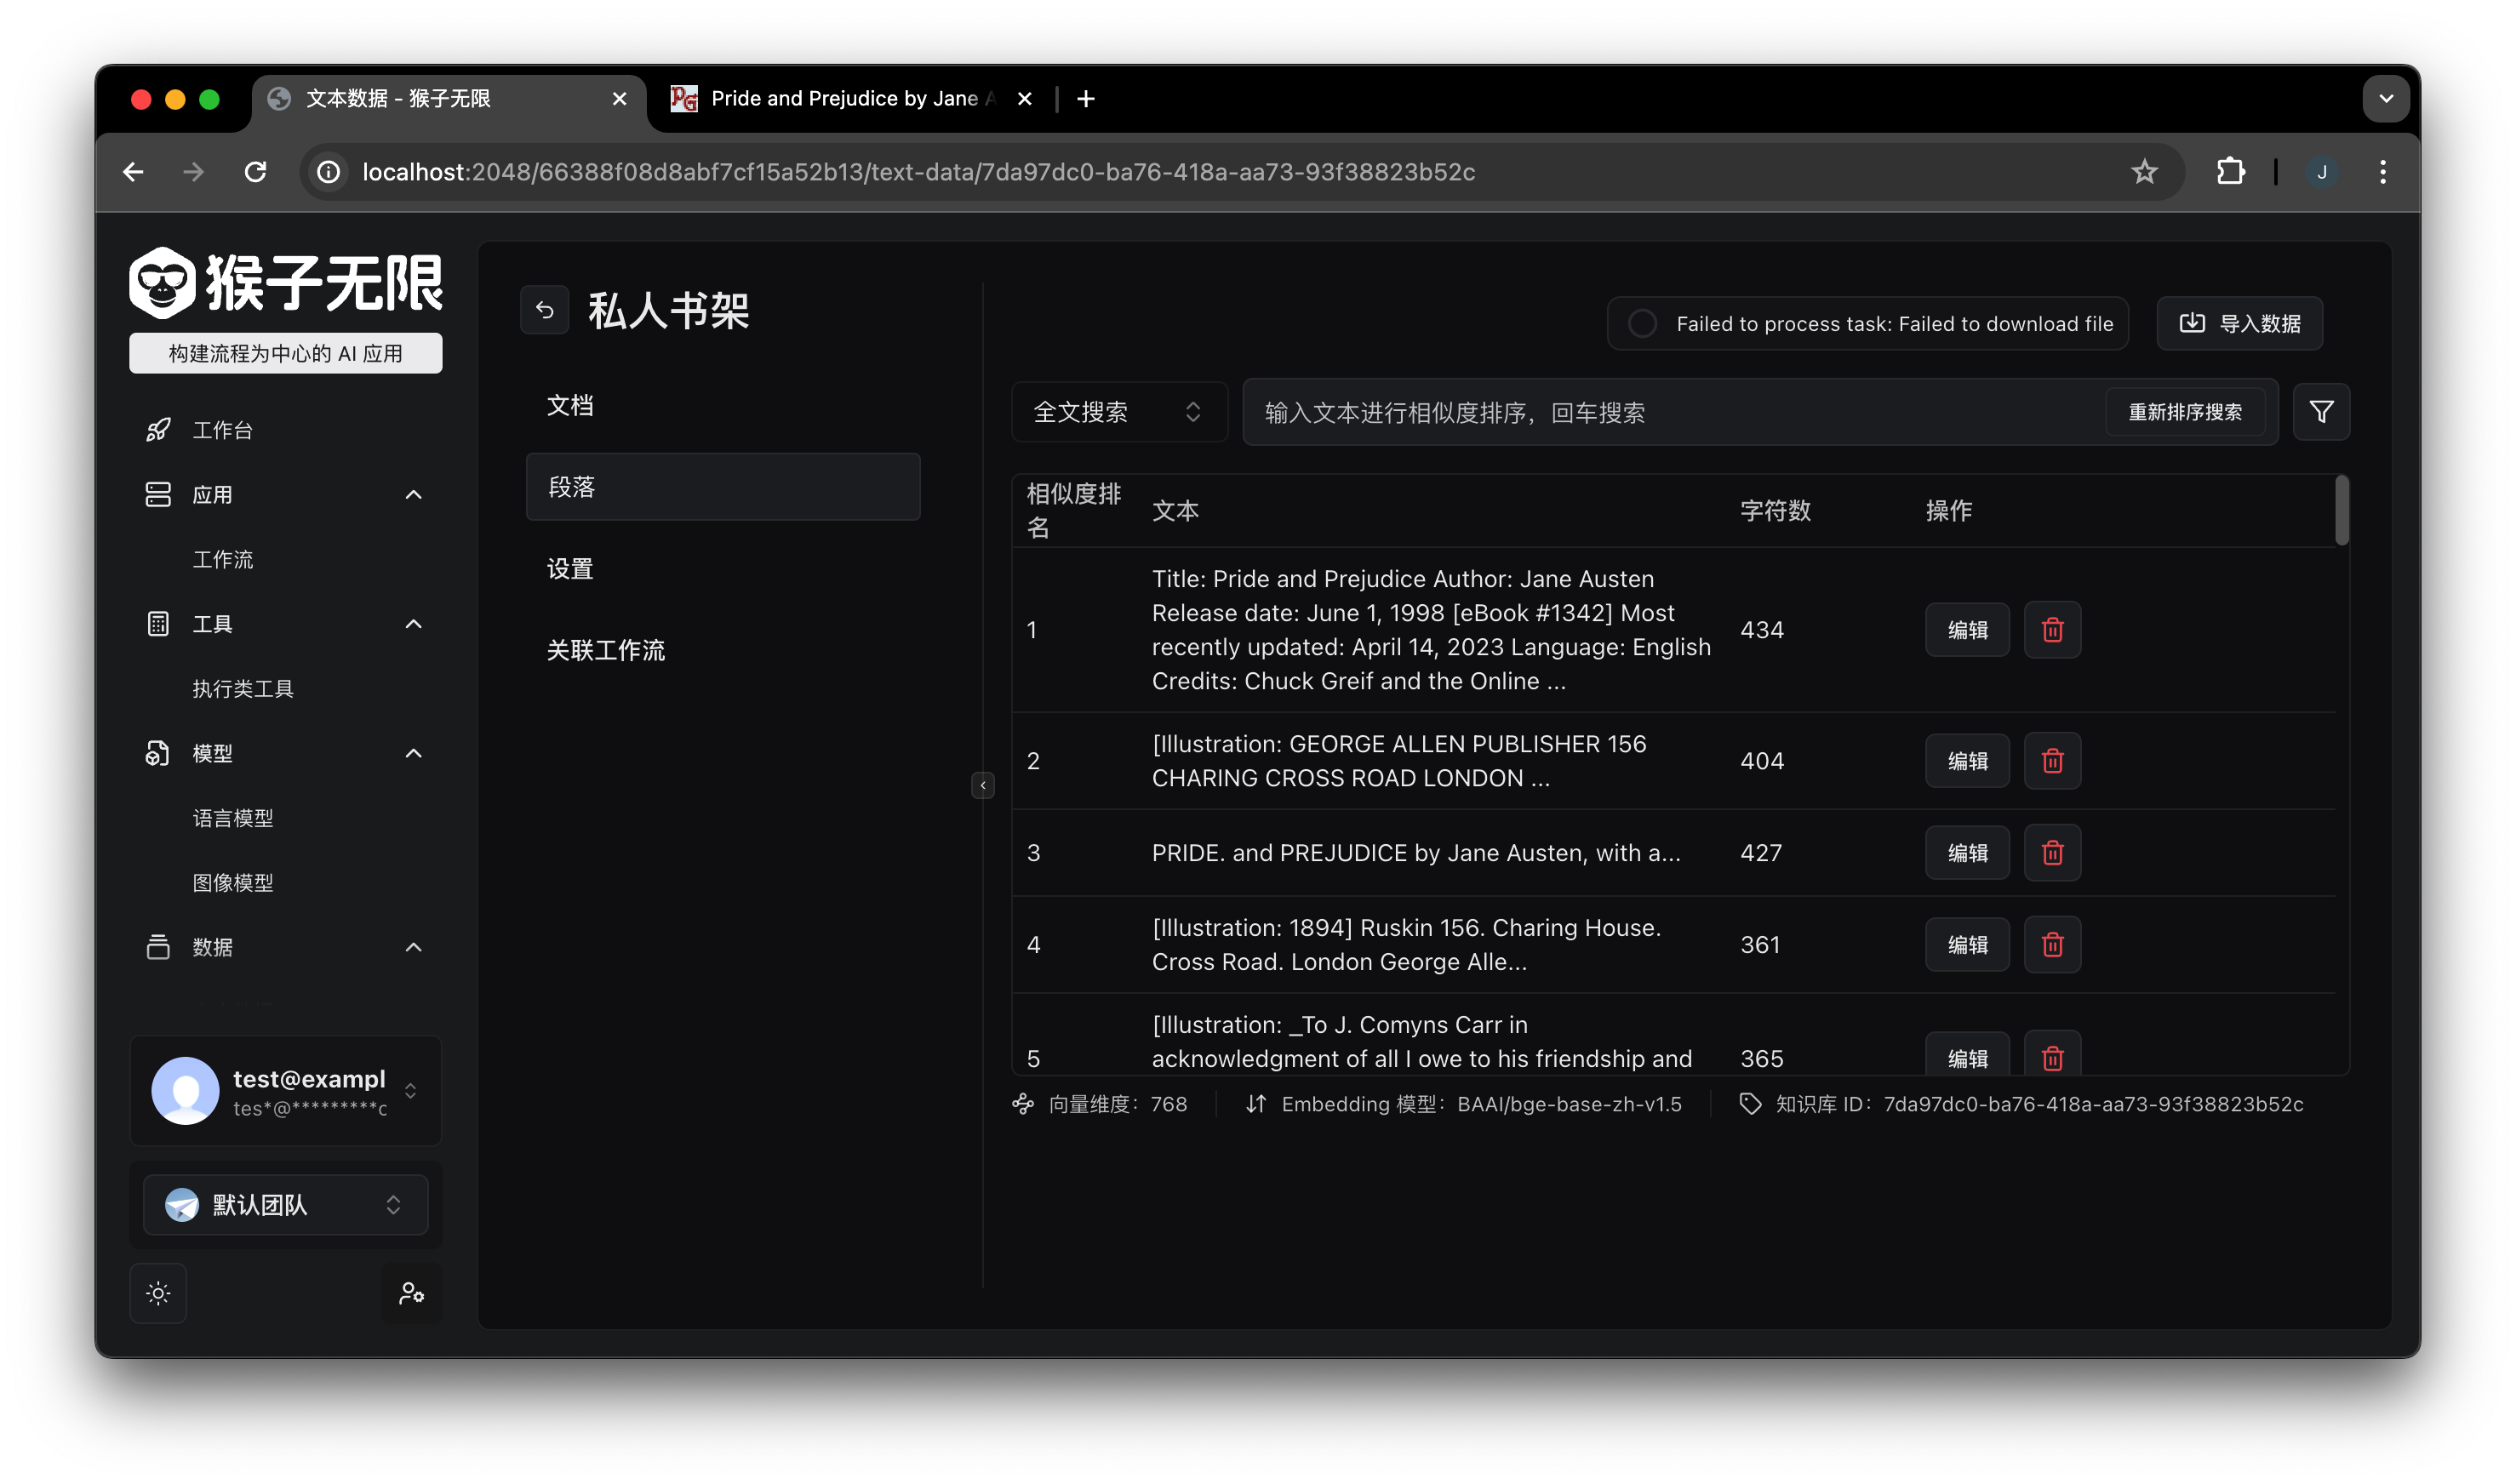 文本数据 - 猴子无限
Pride and Prejudice by Jane A
localhost:2048/66388f08d8abf7cf15a52b13/text-data/7da97dc0-ba76-418a-aa73-93f38823b52c
J
猴子无限
构建流程为中心的 AI 应用
工作台
应用
工作流
工具
执行类工具
模型
语言模型
图像模型
数据
test@exampl
tes*@*********c
默认团队
私人书架
文档
段落
设置
关联工作流
Failed to process task: Failed to download file
导入数据
全文搜索
输入文本进行相似度排序，回车搜索
重新排序搜索
相似度排
名
文本
字符数
操作
1
Title: Pride and Prejudice Author: Jane Austen
Release date: June 1, 1998 [eBook #1342] Most
recently updated: April 14, 2023 Language: English
Credits: Chuck Greif and the Online ...
434
编辑
2
[Illustration: GEORGE ALLEN PUBLISHER 156
CHARING CROSS ROAD LONDON ...
404
编辑
3
PRIDE. and PREJUDICE by Jane Austen, with a...
427
编辑
4
[Illustration: 1894] Ruskin 156. Charing House.
Cross Road. London George Alle...
361
编辑
5
[Illustration: _To J. Comyns Carr in
acknowledgment of all I owe to his friendship and
365
编辑
向量维度：768
Embedding 模型：BAAI/bge-base-zh-v1.5
知识库 ID：7da97dc0-ba76-418a-aa73-93f38823b52c